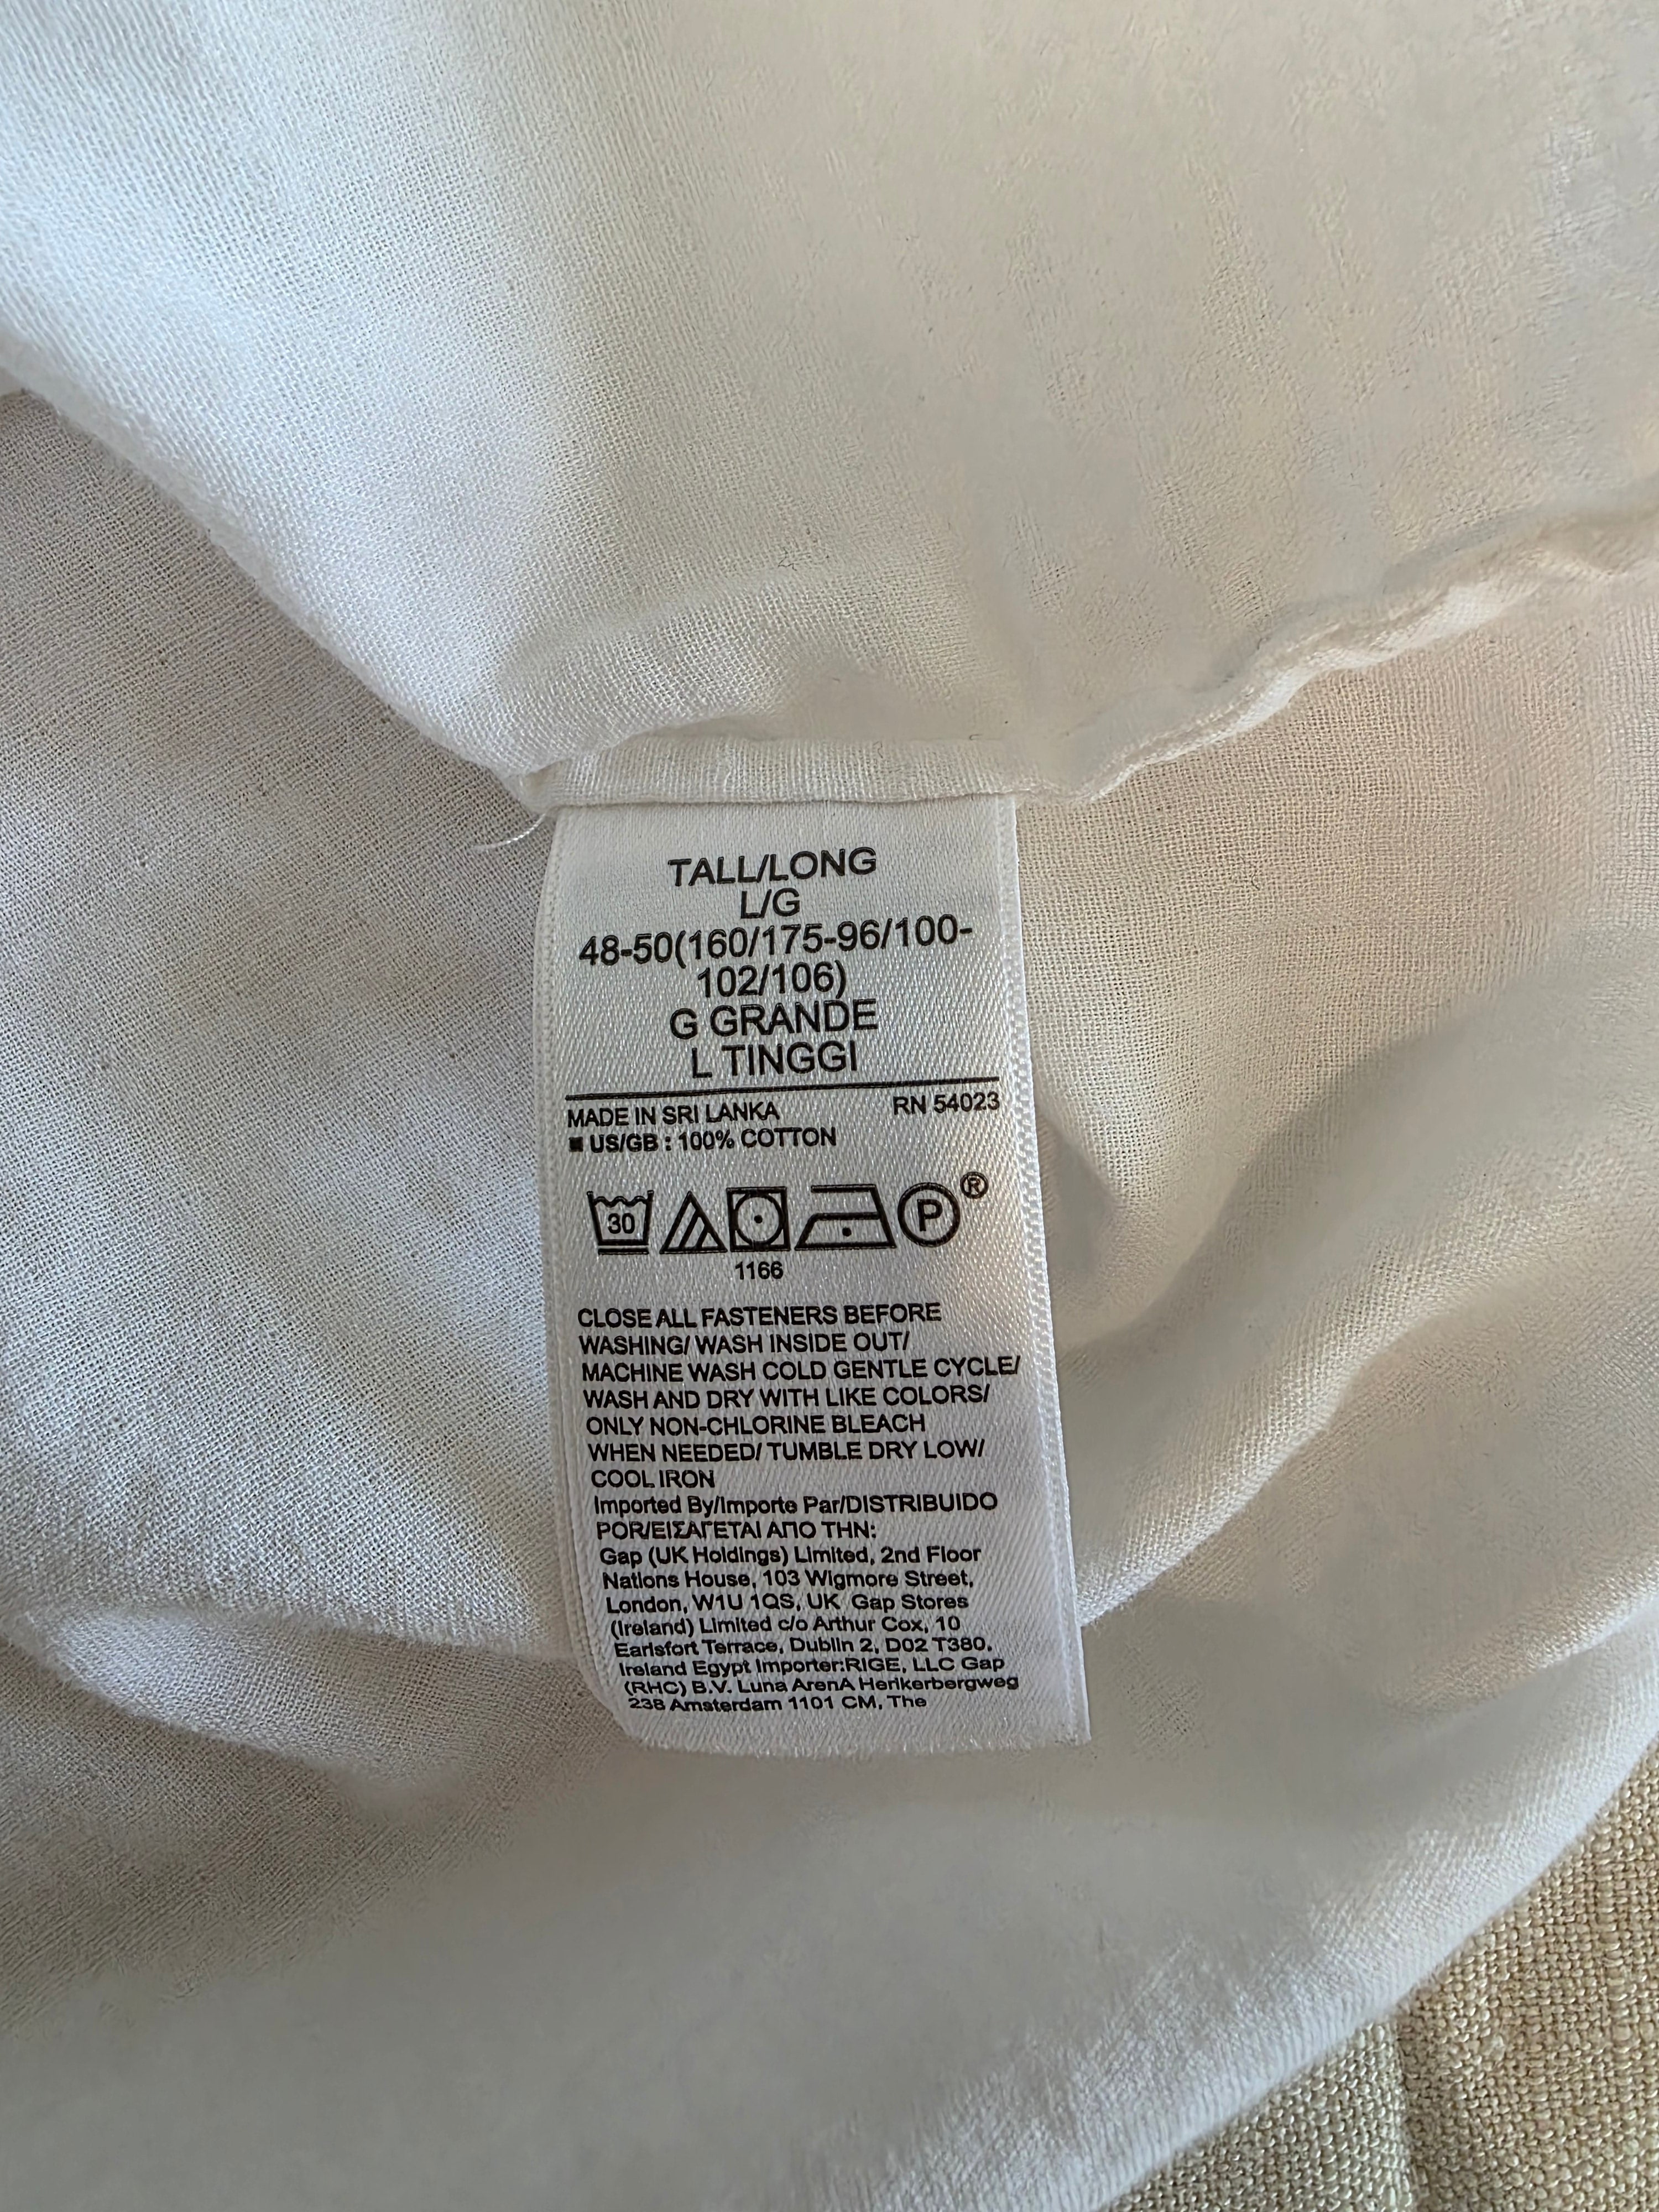 TALL/LONG
L/G
48-50(160/175-96/100-
102/106)
G GRANDE
L TINGGI
MADE IN SRI LANKA RN 54023
■ US/GB : 100% COTTON
30 P ®
1166
CLOSE ALL FASTENERS BEFORE
WASHING/ WASH INSIDE OUT/
MACHINE WASH COLD GENTLE CYCLE/
WASH AND DRY WITH LIKE COLORS/
ONLY NON-CHLORINE BLEACH
WHEN NEEDED/ TUMBLE DRY LOW/
COOL IRON
Imported By/Importe Par/DISTRIBUIDO
POR/ΕΙΣΑΓΕΤΑΙ ΑΠΟ ΤΗΝ:
Gap (UK Holdings) Limited, 2nd Floor
Nations House, 103 Wigmore Street,
London, W1U 1QS, UK Gap Stores
(Ireland) Limited c/o Arthur Cox, 10
Earlsfort Terrace, Dublin 2, D02 T380,
Ireland Egypt Importer:RIGE, LLC Gap
(RHC) B.V. Luna ArenA Herikerbergweg
238 Amsterdam 1101 CM, The